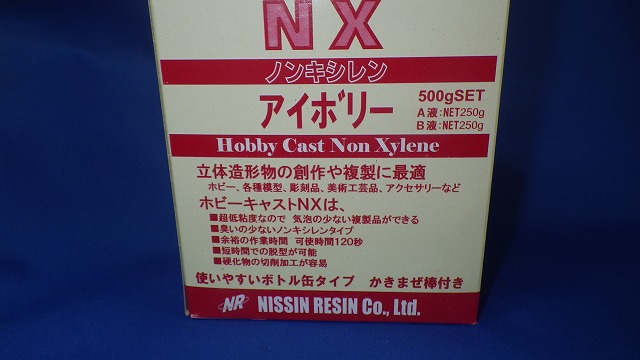 NX
ノンキシレン
アイボリー
500gSET
A液:NET250g
B液:NET250g
Hobby Cast Non Xylene
立体造形物の創作や複製に最適
ホビー、各種模型、彫刻品、美術工芸品、アクセサリーなど
ホビーキャストNXは、
■超低粘度なので 気泡の少ない複製品ができる
■臭いの少ないノンキシレンタイプ
■余裕の作業時間 可使時間120秒
■短時間での脱型が可能
■硬化物の切削加工が容易
使いやすいボトル缶タイプ かきまぜ棒付き
NR NISSIN RESIN Co., Ltd.